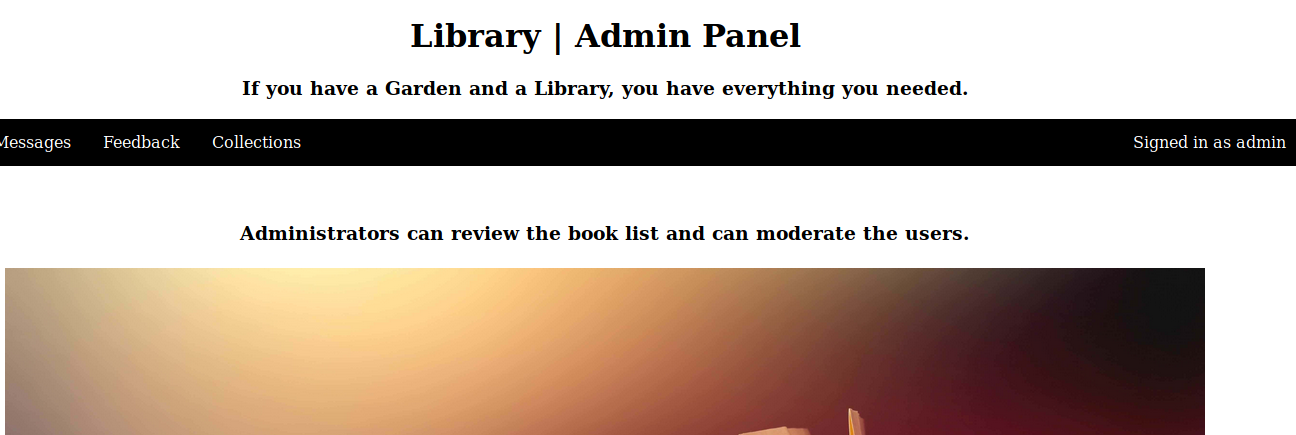 Library | Admin Panel
If you have a Garden and a Library, you have everything you needed.
Messages Feedback Collections Signed in as admin
Administrators can review the book list and can moderate the users.